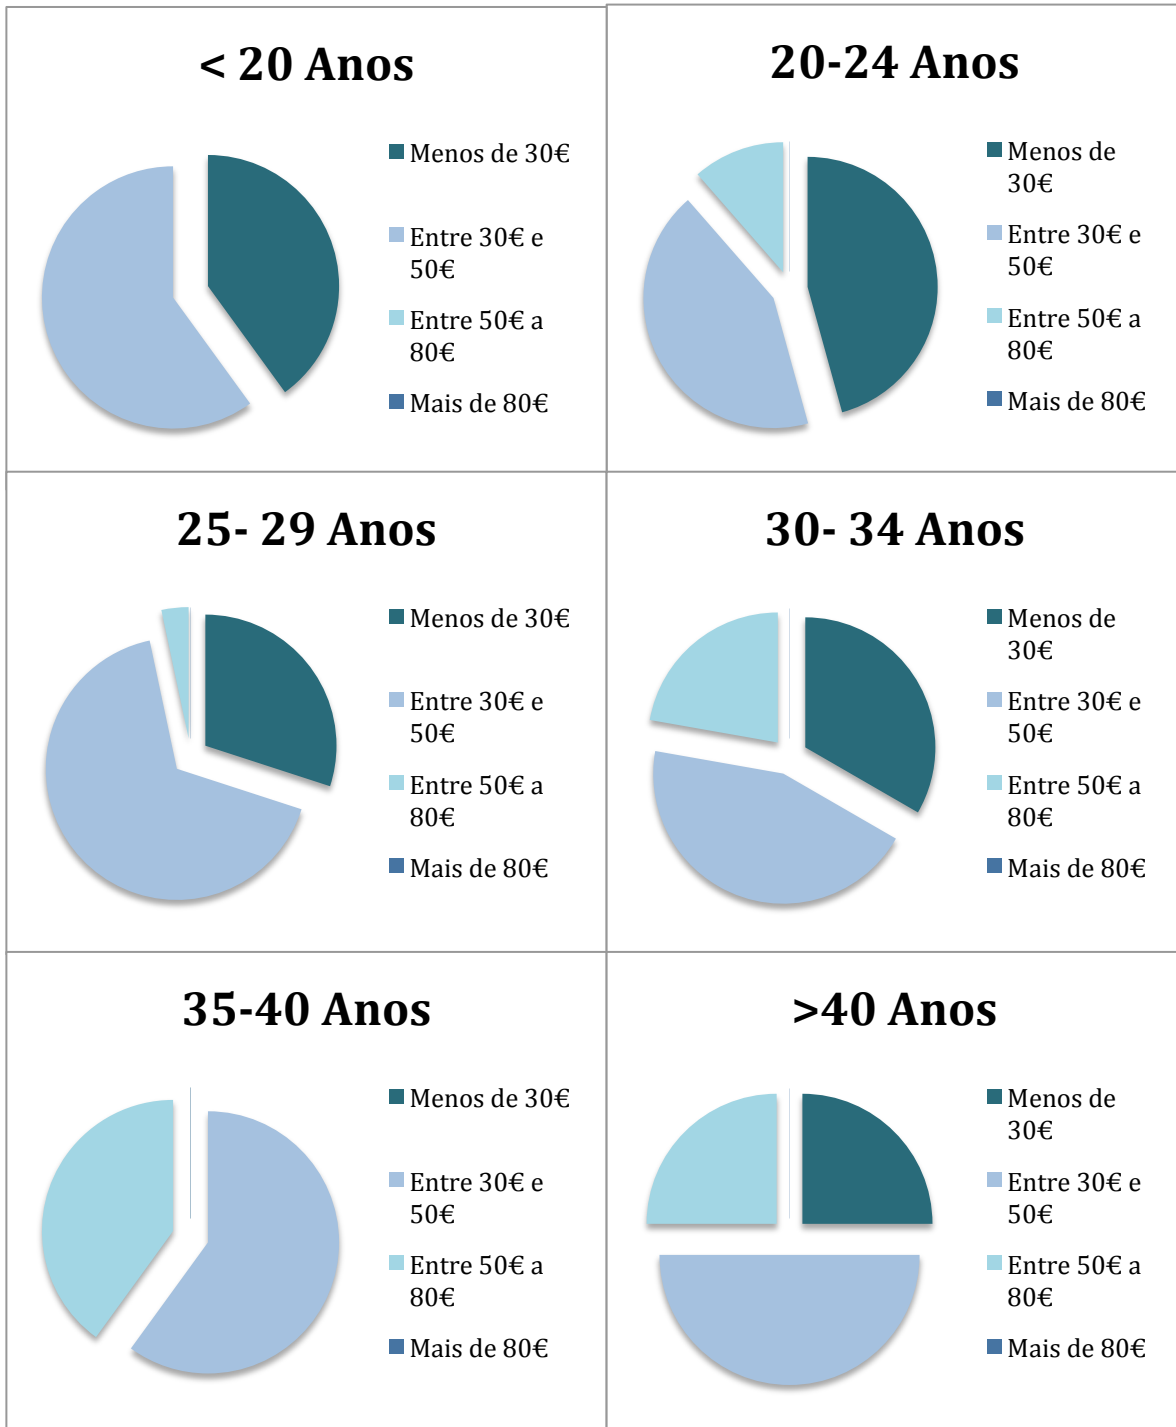 < 20 Anos
Menos de 30€
Entre 30€ e
50€
Entre 50€ a
80€
Mais de 80€
20-24 Anos
Menos de
30€
Entre 30€ e
50€
Entre 50€ a
80€
Mais de 80€
25- 29 Anos
Menos de 30€
Entre 30€ e
50€
Entre 50€ a
80€
Mais de 80€
30- 34 Anos
Menos de
30€
Entre 30€ e
50€
Entre 50€ a
80€
Mais de 80€
35-40 Anos
Menos de 30€
Entre 30€ e
50€
Entre 50€ a
80€
Mais de 80€
>40 Anos
Menos de
30€
Entre 30€ e
50€
Entre 50€ a
80€
Mais de 80€